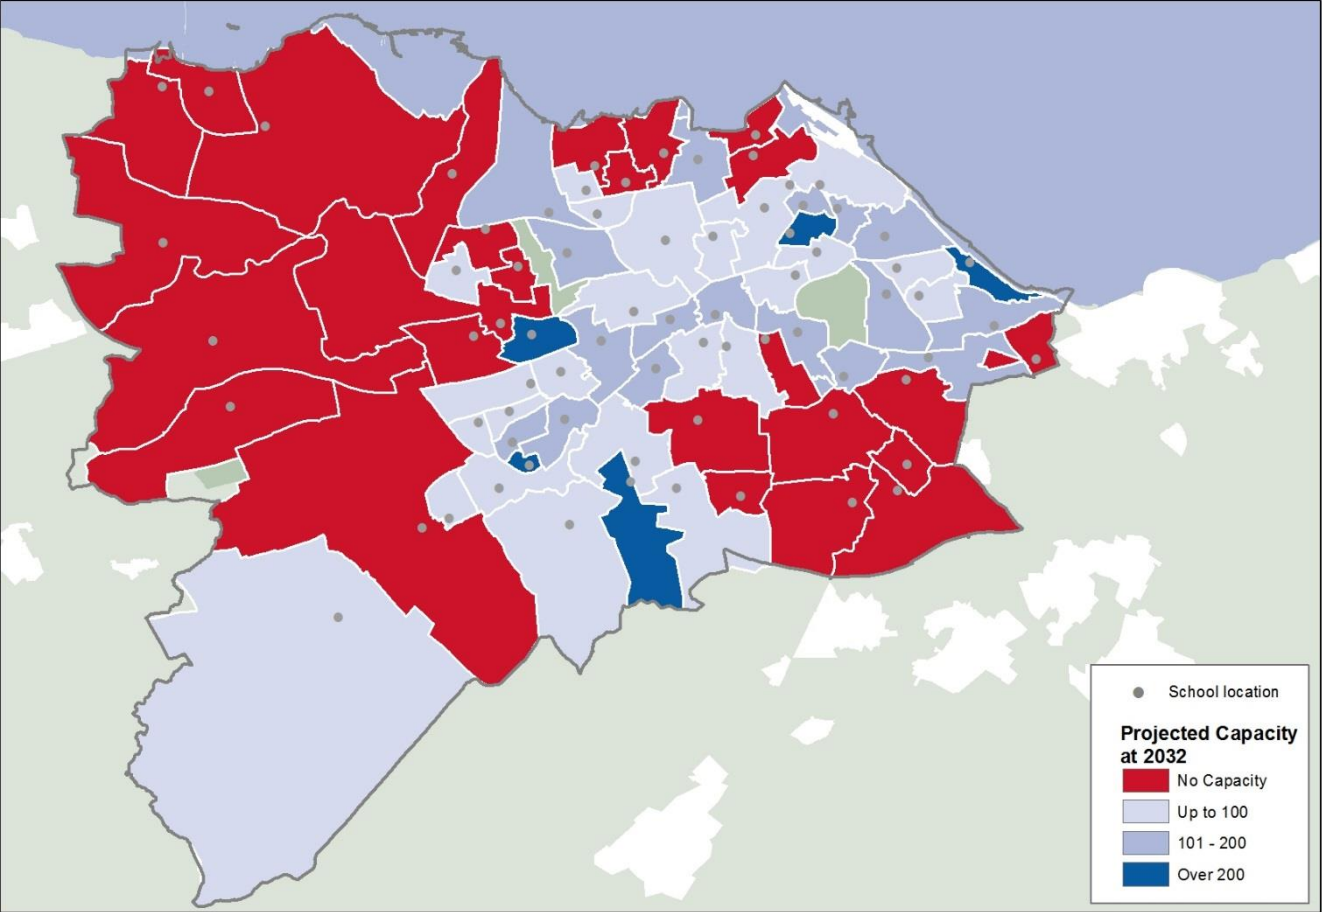 School location
Projected Capacity
at 2032
No Capacity
Up to 100
101 - 200
Over 200